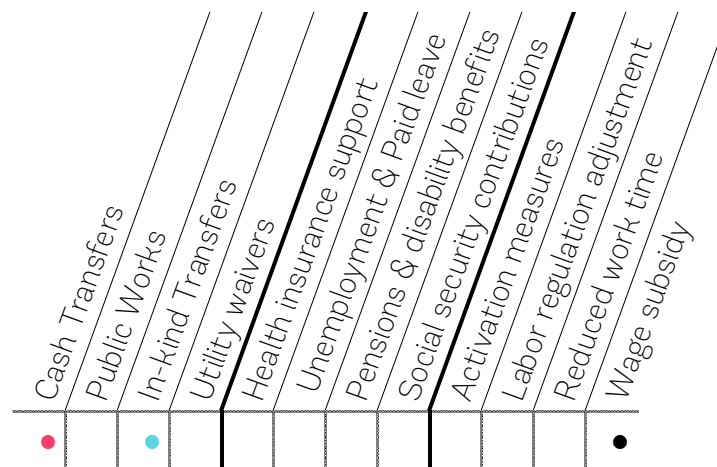 Cash Transfers
Public Works
In-kind Transfers
Utility waivers
Health insurance support
Unemployment & Paid leave
Pensions & disability benefits
Social security contributions
Activation measures
Labor regulation adjustment
Reduced work time
Wage subsidy